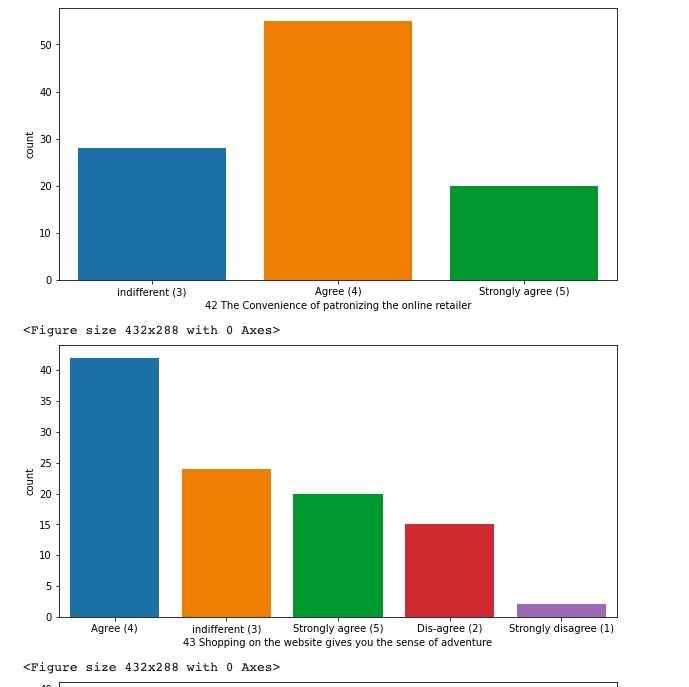 50
40
30
20
10
0
count
indifferent (3) Agree (4) Strongly agree (5)
42 The Convenience of patronizing the online retailer
<Figure size 432x288 with 0 Axes>
40
35
30
25
20
15
10
5
0
count
Agree (4) indifferent (3) Strongly agree (5) Dis-agree (2) Strongly disagree (1)
43 Shopping on the website gives you the sense of adventure
<Figure size 432x288 with 0 Axes>